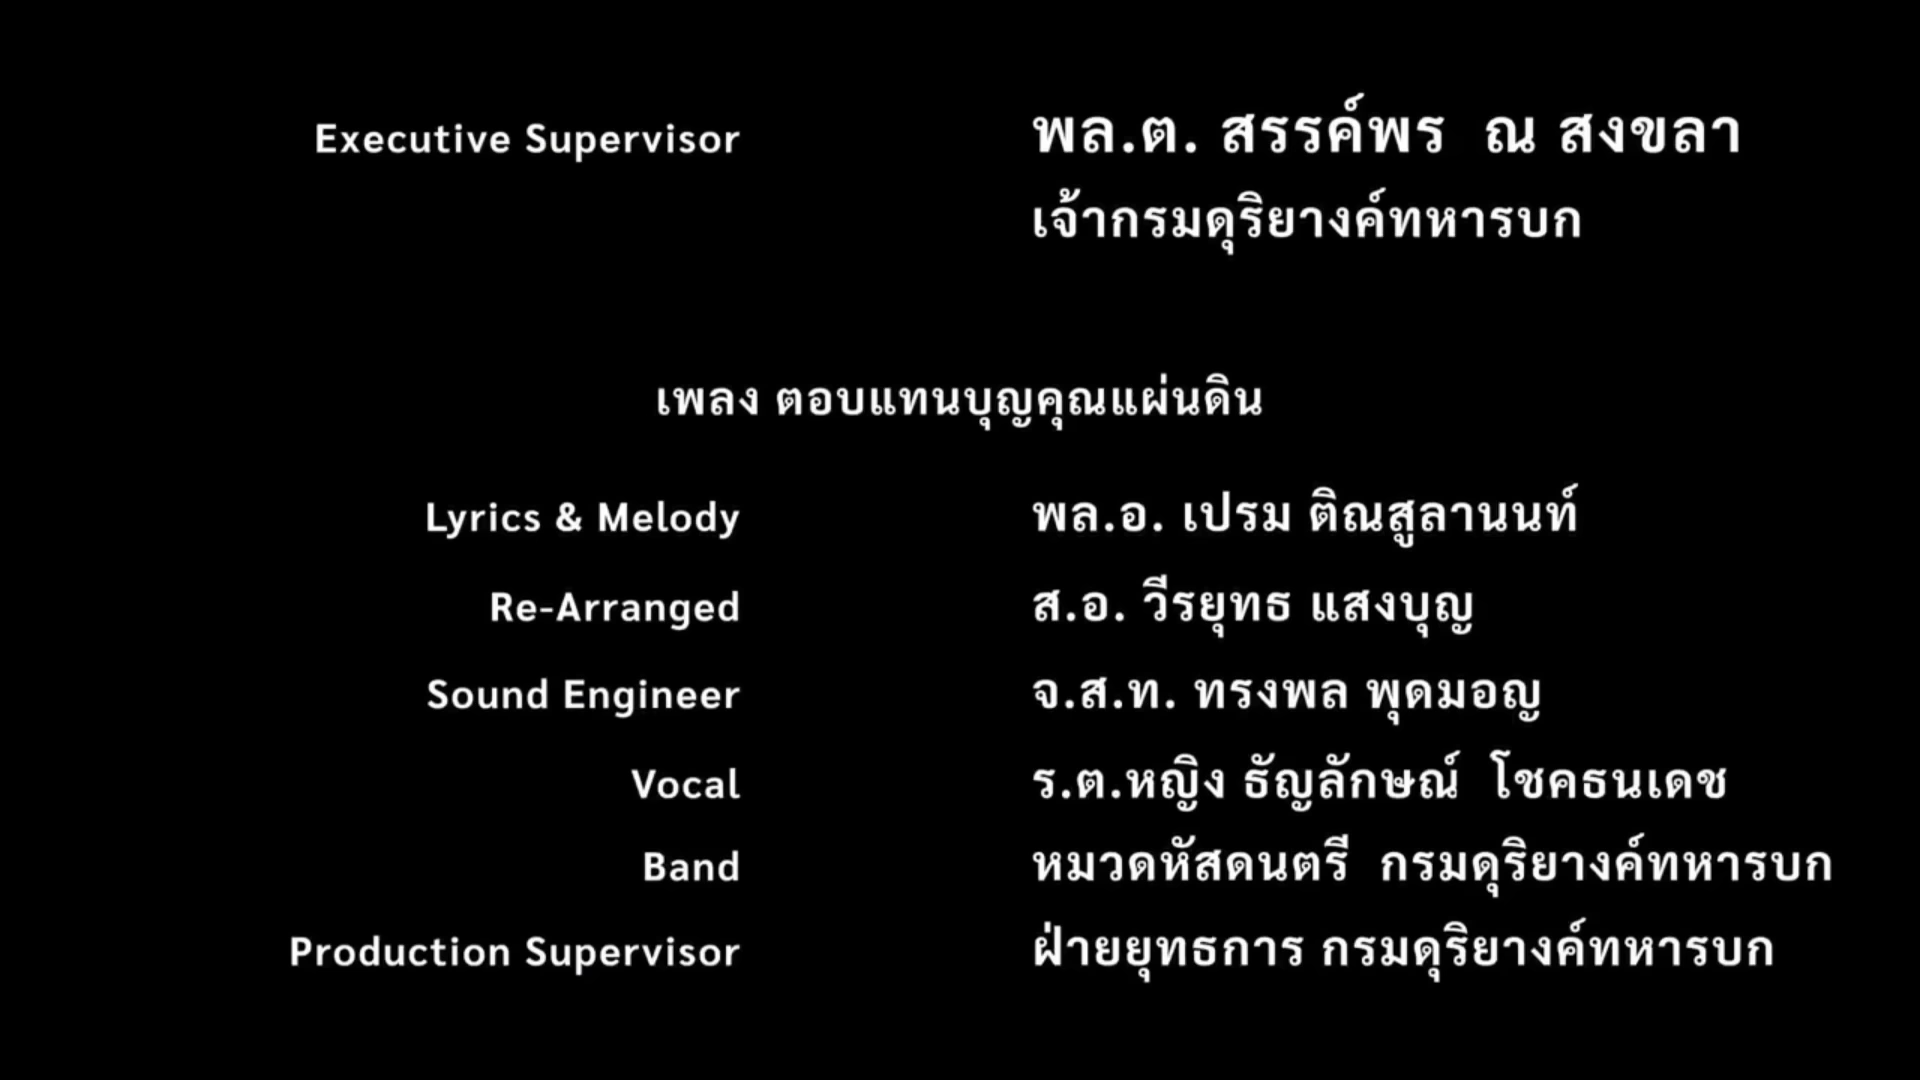 Executive Supervisor พล.ต. สรรค์พร ณ สงขลา
เจ้ากรมดุริยางค์ทหารบก
เพลง ตอบแทนบุญคุณแผ่นดิน
Lyrics & Melody พล.อ. เปรม ติณสูลานนท์
Re-Arranged ส.อ. วีรยุทธ แสงบุญ
Sound Engineer จ.ส.ท. ทรงพล พุดมอญ
Vocal ร.ต.หญิง ธัญลักษณ์ โชคธนเดช
Band หมวดหัสดนตรี กรมดุริยางค์ทหารบก
Production Supervisor ฝ่ายยุทธการ กรมดุริยางค์ทหารบก